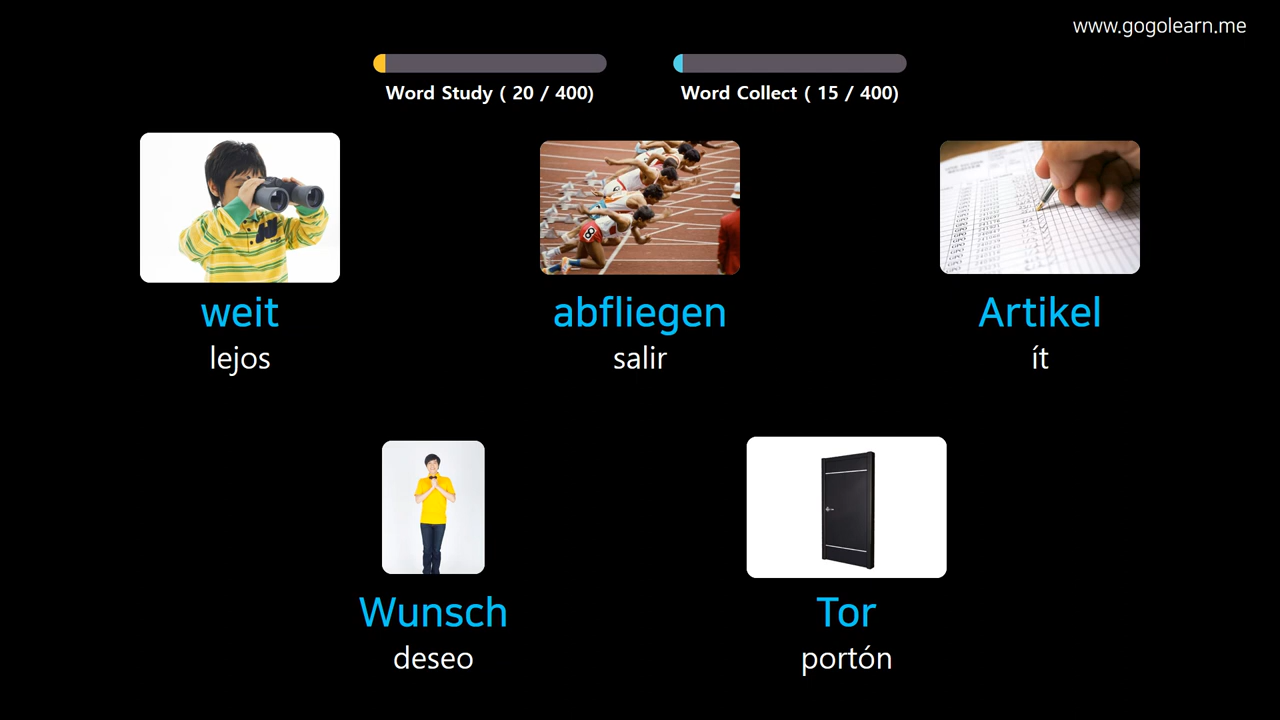 www.gogolearn.me
Word Study ( 20 / 400)
Word Collect ( 15 / 400)
weit
lejos
abfliegen
salir
Artikel
ít
Wunsch
deseo
Tor
portón